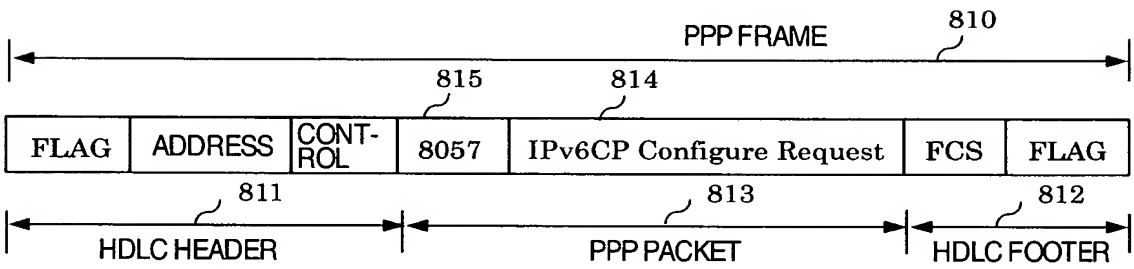 PPP FRAME 810
815 814
FLAG ADDRESS CONT-ROL 8057 IPv6CP Configure Request FCS FLAG
811 813 812
HDLC HEADER PPP PACKET HDLC FOOTER